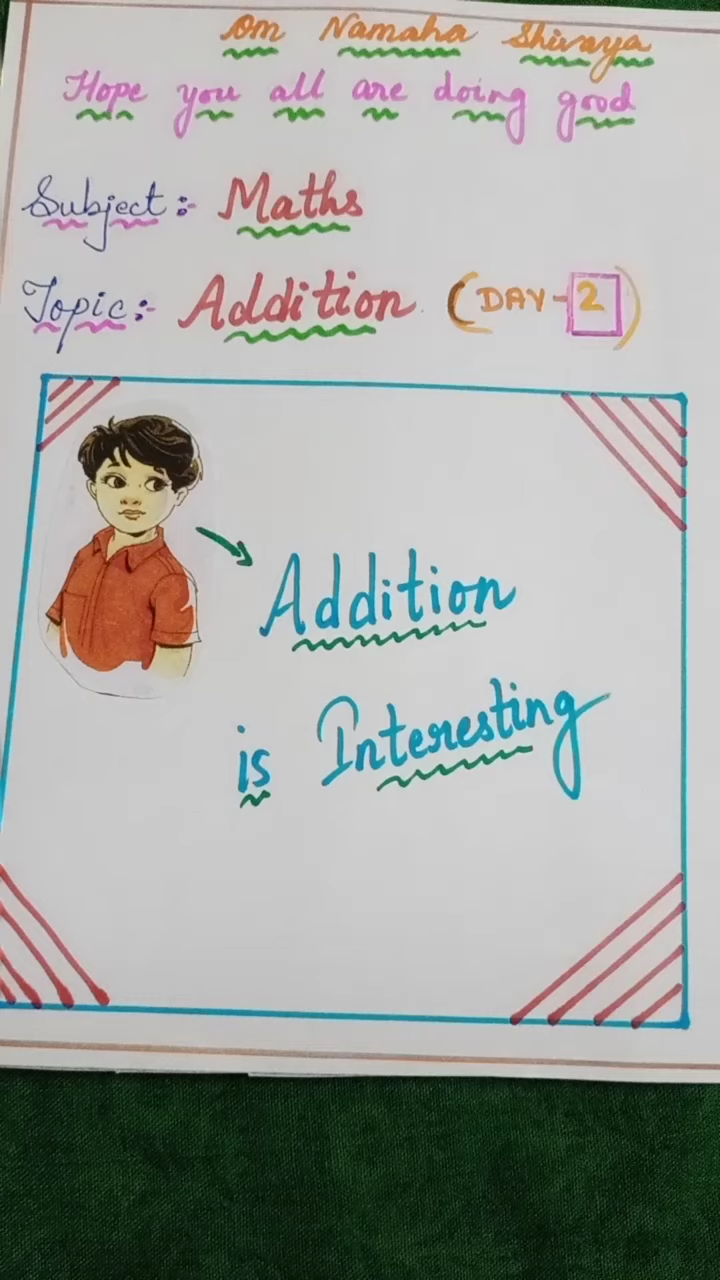 Om Namaha Shivaya
Hope you all are doing good
Subject:- Maths
Topic:- Addition (DAY-2)
Addition
is Interesting